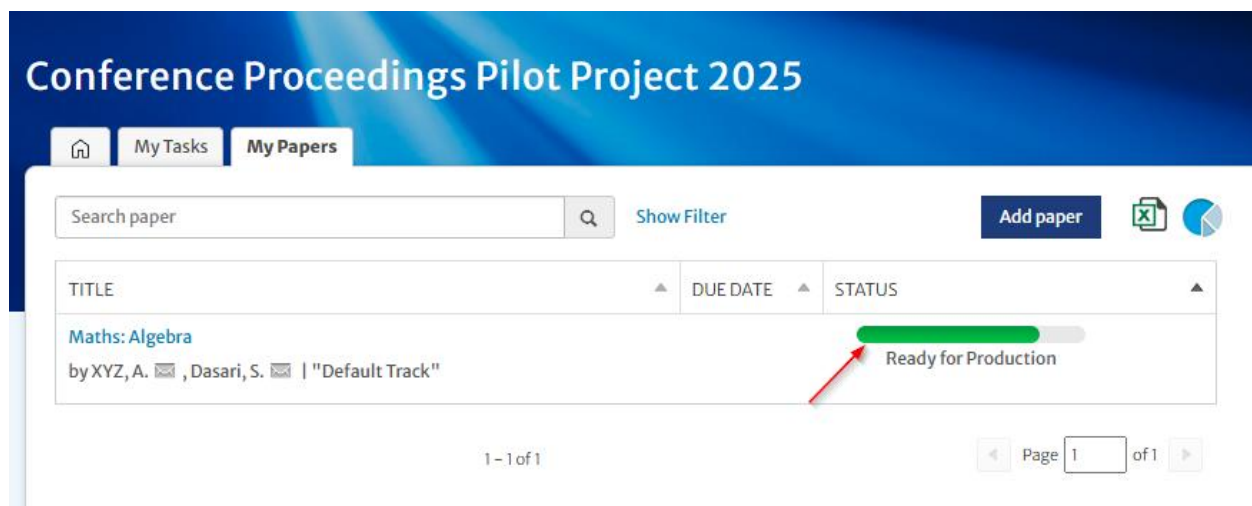 Conference Proceedings Pilot Project 2025
My Tasks
My Papers
Search paper
Show Filter
Add paper
TITLE
DUE DATE
STATUS
Maths: Algebra
by XYZ, A. , Dasari, S. | "Default Track"
Ready for Production
1 – 1 of 1
Page 1 of 1